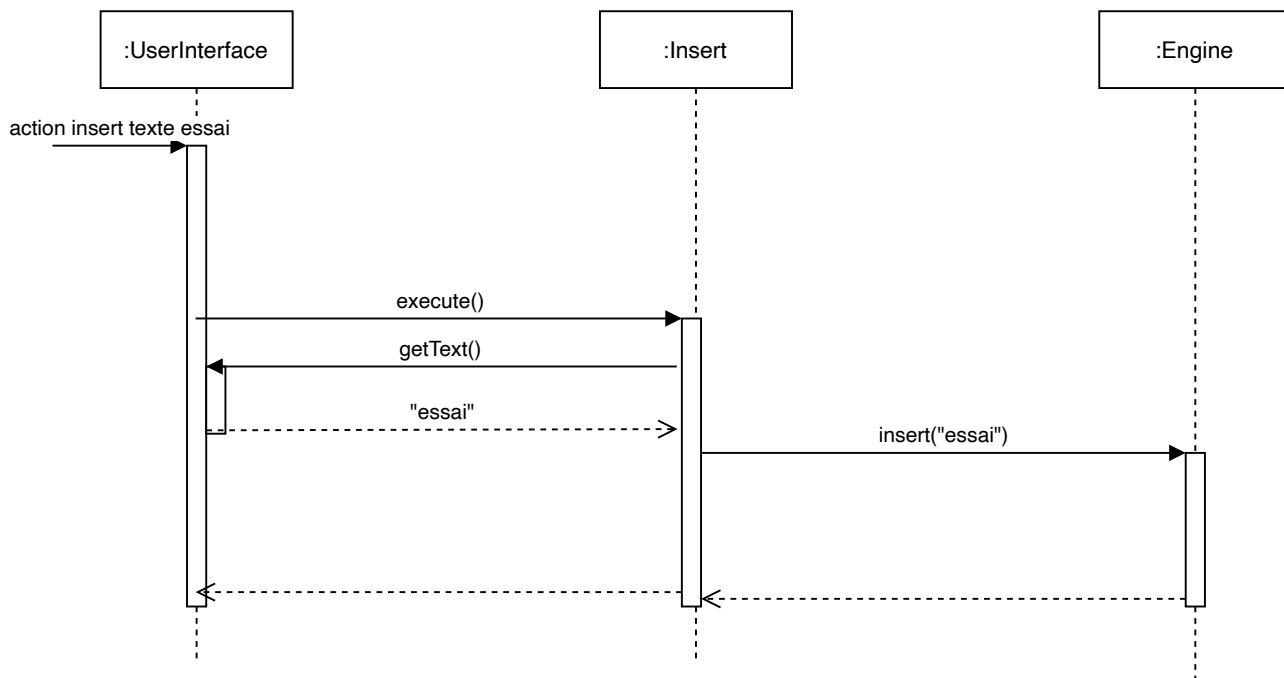 :UserInterface
:Insert
:Engine
action insert texte essai
execute()
getText()
"essai"
insert("essai")